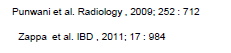 Punwani et al. Radiology , 2009; 252 : 712
Zappa et al. IBD , 2011; 17 : 984